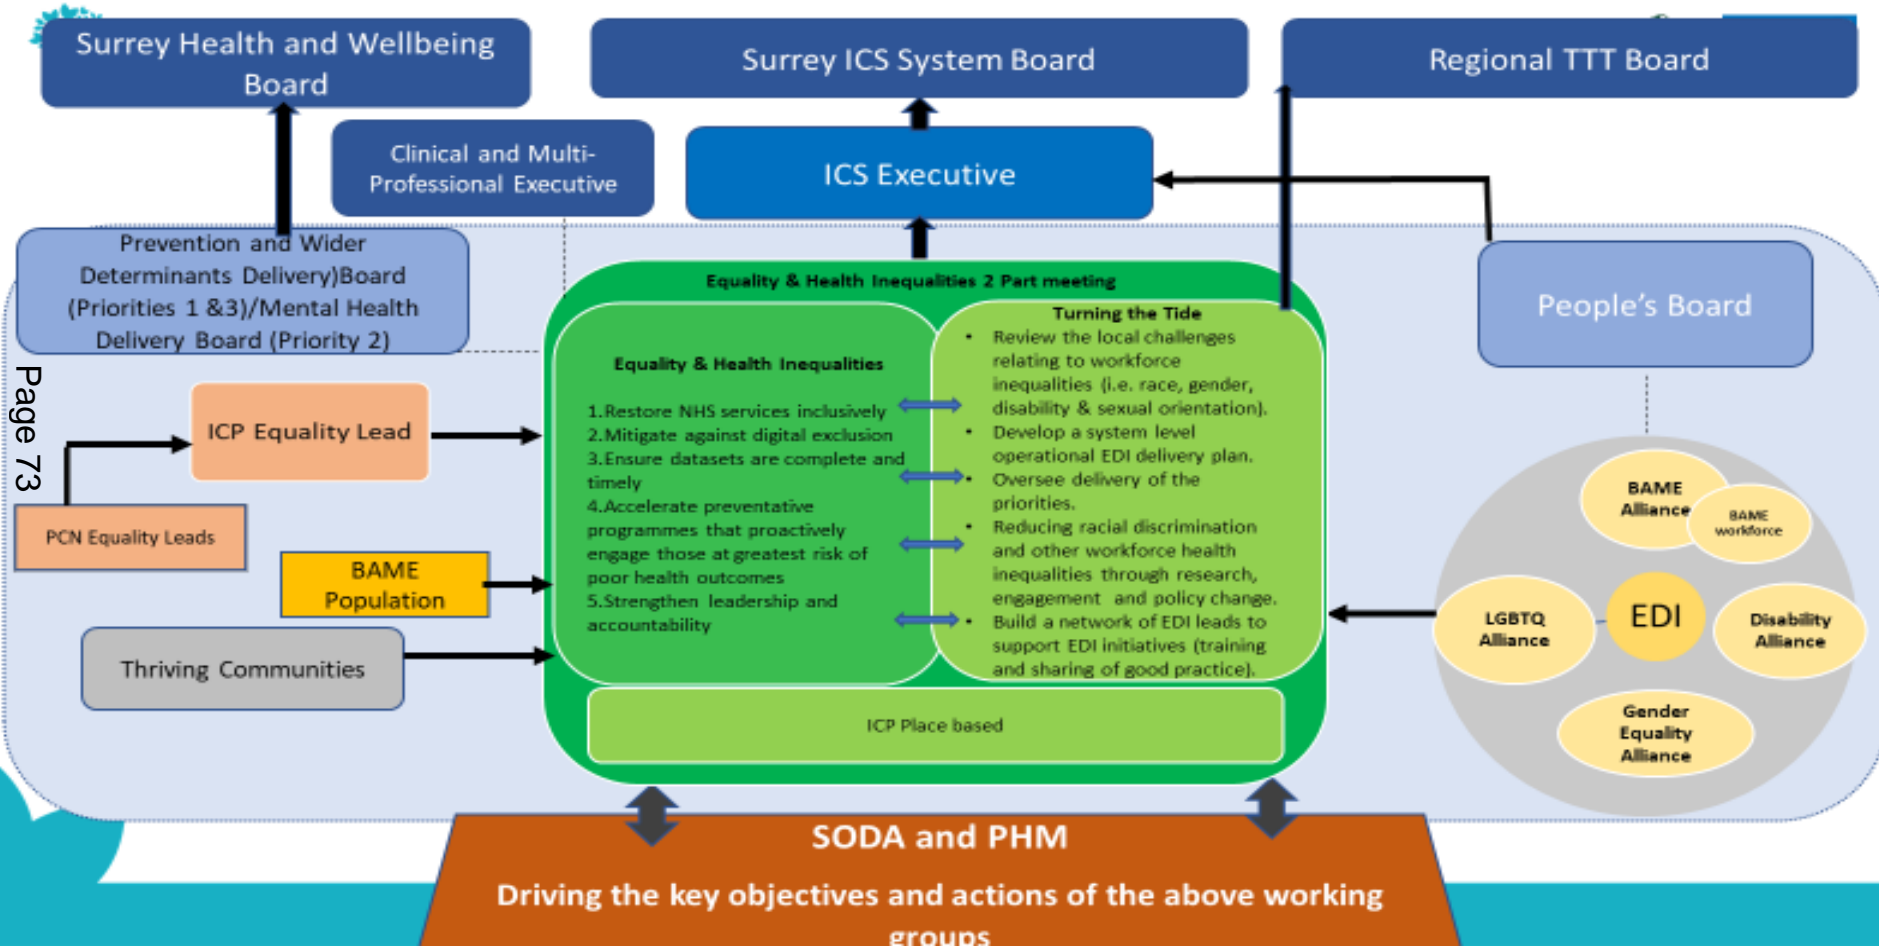 Surrey Health and Wellbeing
Board
Surrey ICS System Board
Regional TTT Board
Clinical and Multi-
Professional Executive
ICS Executive
Prevention and Wider
Determinants Delivery)Board
(Priorities 1 &3)/Mental Health
Delivery Board (Priority 2)
People's Board
Equality & Health Inequalities 2 Part meeting
Equality & Health Inequalities
1.Restore NHS services inclusively
2.Mitigate against digital exclusion
3.Ensure datasets are complete and
timely
4.Accelerate preventative
programmes that proactively
engage those at greatest risk of
poor health outcomes
5.Strengthen leadership and
accountability
Turning the Tide
• Review the local challenges
relating to workforce
inequalities (i.e. race, gender,
disability & sexual orientation).
• Develop a system level
operational EDI delivery plan.
• Oversee delivery of the
priorities.
• Reducing racial discrimination
and other workforce health
inequalities through research,
engagement and policy change.
• Build a network of EDI leads to
support EDI initiatives (training
and sharing of good practice).
ICP Place based
Page 73
ICP Equality Lead
PCN Equality Leads
BAME
Population
Thriving Communities
BAME
Alliance
BAME
workforce
LGBTQ
Alliance
EDI
Disability
Alliance
Gender
Equality
Alliance
SODA and PHM
Driving the key objectives and actions of the above working
groups